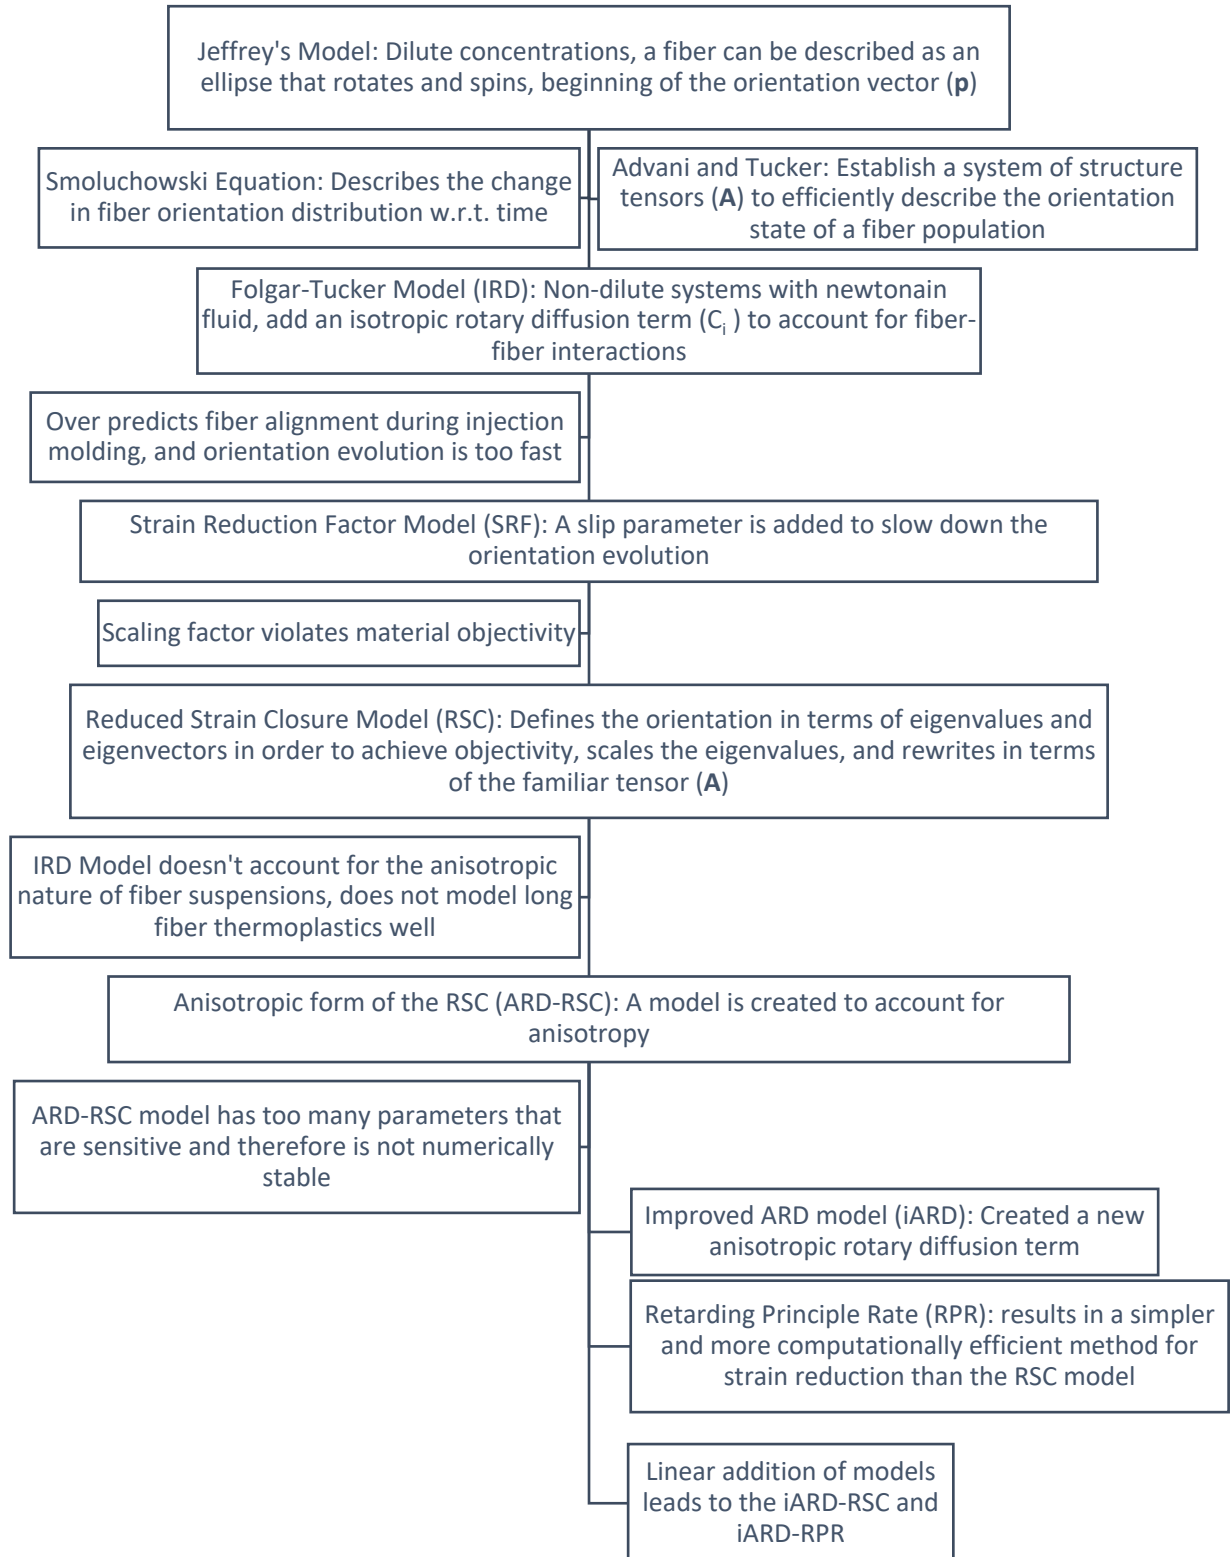 Jeffrey's Model: Dilute concentrations, a fiber can be described as an
ellipse that rotates and spins, beginning of the orientation vector (p)
Smoluchowski Equation: Describes the change
in fiber orientation distribution w.r.t. time
Advani and Tucker: Establish a system of structure
tensors (A) to efficiently describe the orientation
state of a fiber population
Folgar-Tucker Model (IRD): Non-dilute systems with newtonain
fluid, add an isotropic rotary diffusion term (Ci ) to account for fiber-
fiber interactions
Over predicts fiber alignment during injection
molding, and orientation evolution is too fast
Strain Reduction Factor Model (SRF): A slip parameter is added to slow down the
orientation evolution
Scaling factor violates material objectivity
Reduced Strain Closure Model (RSC): Defines the orientation in terms of eigenvalues and
eigenvectors in order to achieve objectivity, scales the eigenvalues, and rewrites in terms
of the familiar tensor (A)
IRD Model doesn't account for the anisotropic
nature of fiber suspensions, does not model long
fiber thermoplastics well
Anisotropic form of the RSC (ARD-RSC): A model is created to account for
anisotropy
ARD-RSC model has too many parameters that
are sensitive and therefore is not numerically
stable
Improved ARD model (iARD): Created a new
anisotropic rotary diffusion term
Retarding Principle Rate (RPR): results in a simpler
and more computationally efficient method for
strain reduction than the RSC model
Linear addition of models
leads to the iARD-RSC and
iARD-RPR